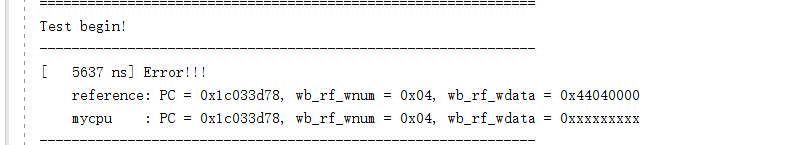 ==============================================================
Test begin!
--------------------------------------------------------------
[   5637 ns] Error!!!
    reference: PC = 0x1c033d78, wb_rf_wnum = 0x04, wb_rf_wdata = 0x44040000
    mycpu    : PC = 0x1c033d78, wb_rf_wnum = 0x04, wb_rf_wdata = 0xxxxxxxxx
--------------------------------------------------------------